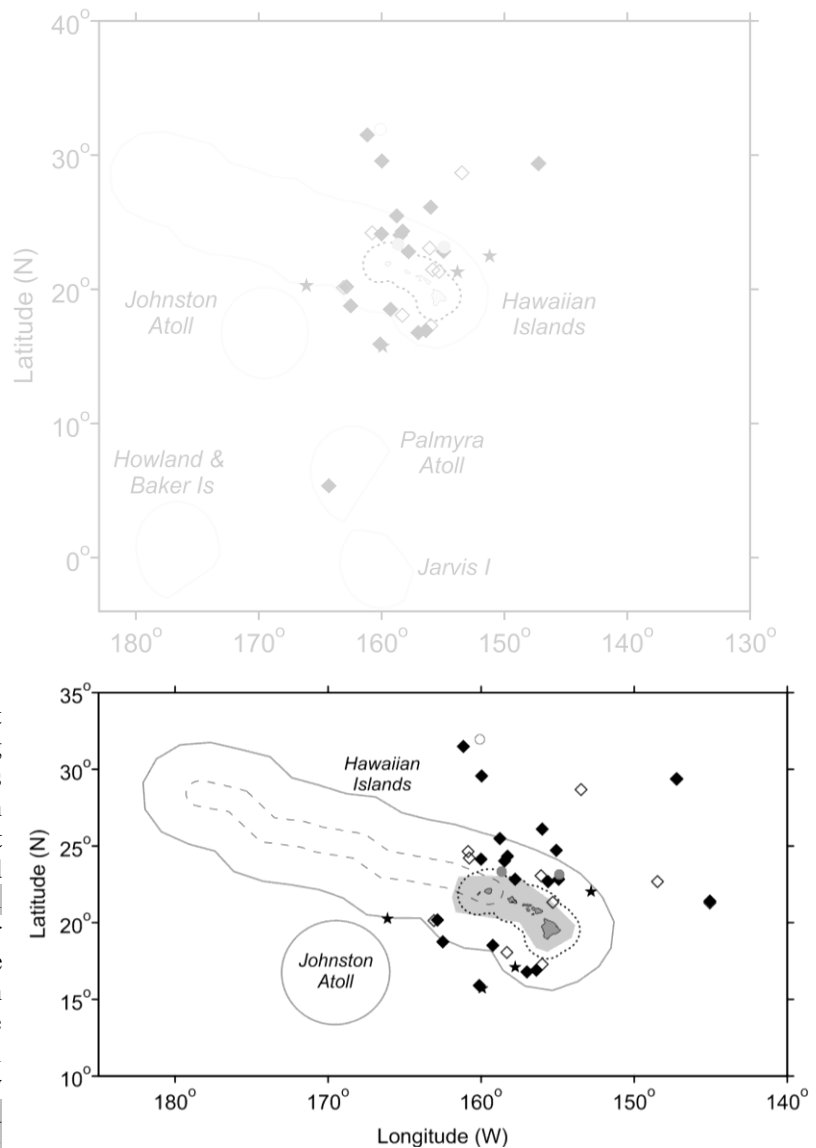 40°
30°
20°
10°
0°
Latitude (N)
Johnston
Atoll
Hawaiian
Islands
Palmyra
Atoll
Howland &
Baker Is
Jarvis I
180° 170° 160° 150° 140° 130°
35°
30°
25°
20°
15°
10°
Latitude (N)
Hawaiian
Islands
Johnston
Atoll
180° 170° 160° 150° 140°
Longitude (W)